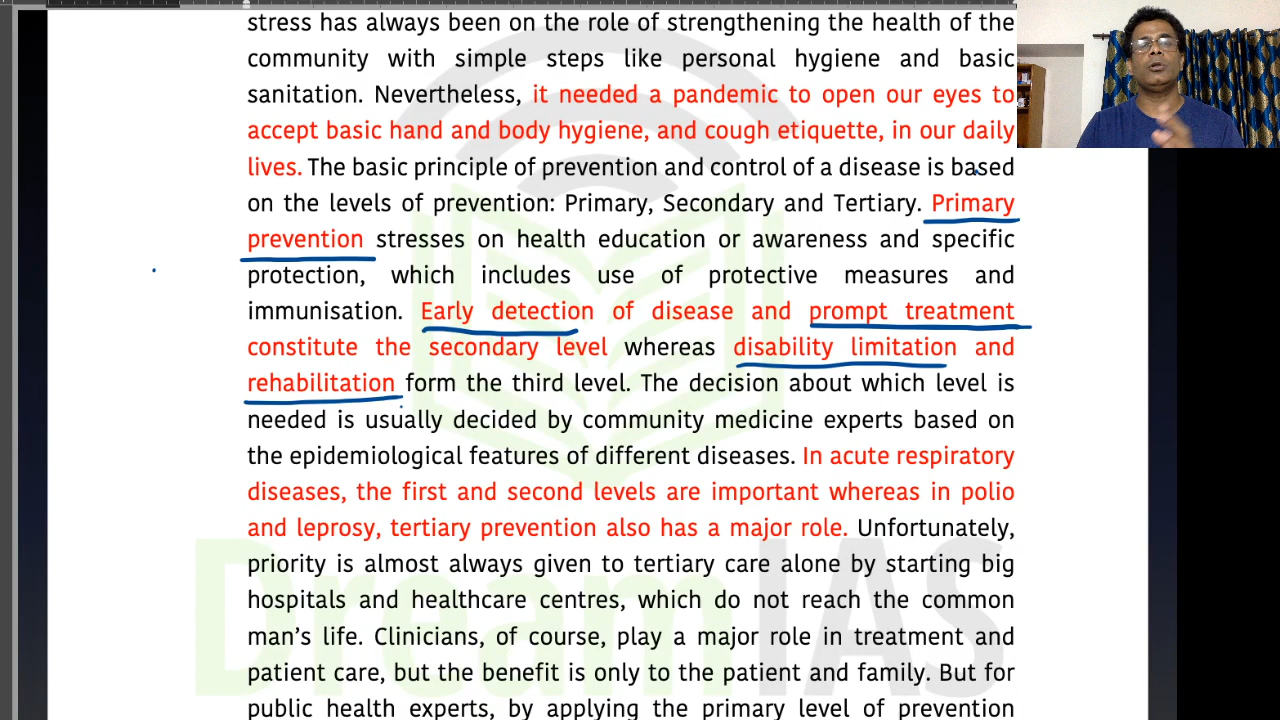 stress has always been on the role of strengthening the health of the
community with simple steps like personal hygiene and basic
sanitation. Nevertheless, it needed a pandemic to open our eyes to
accept basic hand and body hygiene, and cough etiquette, in our daily
lives. The basic principle of prevention and control of a disease is based
on the levels of prevention: Primary, Secondary and Tertiary. Primary
prevention stresses on health education or awareness and specific
protection, which includes use of protective measures and
immunisation. Early detection of disease and prompt treatment
constitute the secondary level whereas disability limitation and
rehabilitation form the third level. The decision about which level is
needed is usually decided by community medicine experts based on
the epidemiological features of different diseases. In acute respiratory
diseases, the first and second levels are important whereas in polio
and leprosy, tertiary prevention also has a major role. Unfortunately,
priority is almost always given to tertiary care alone by starting big
hospitals and healthcare centres, which do not reach the common
man's life. Clinicians, of course, play a major role in treatment and
patient care, but the benefit is only to the patient and family. But for
public health experts, by applying the primary level of prevention
DreamIAS